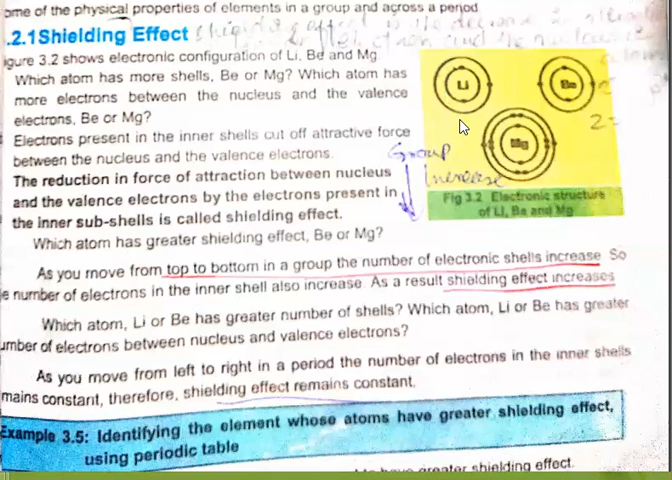 ome of the physical properties of elements in a group and across a period
.2.1 Shielding Effect
igure 3.2 shows electronic configuration of Li, Be and Mg
Which atom has more shells, Be or Mg? Which atom has
more electrons between the nucleus and the valence
electrons, Be or Mg?
Electrons present in the inner shells cut off attractive force
between the nucleus and the valence electrons.
The reduction in force of attraction between nucleus
and the valence electrons by the electrons present in
the inner sub-shells is called shielding effect.
Li
Be
Mg
Group
Increase
Fig 3.2 Electronic structure
of Li, Be and Mg
Which atom has greater shielding effect, Be or Mg?
As you move from top to bottom in a group the number of electronic shells increase. So
e number of electrons in the inner shell also increase. As a result shielding effect increases
Which atom, Li or Be has greater number of shells? Which atom, Li or Be has greater
umber of electrons between nucleus and valence electrons?
As you move from left to right in a period the number of electrons in the inner shells
mains constant, therefore, shielding effect remains constant.
Example 3.5: Identifying the element whose atoms have greater shielding effect,
using periodic table
have greater shielding effect.